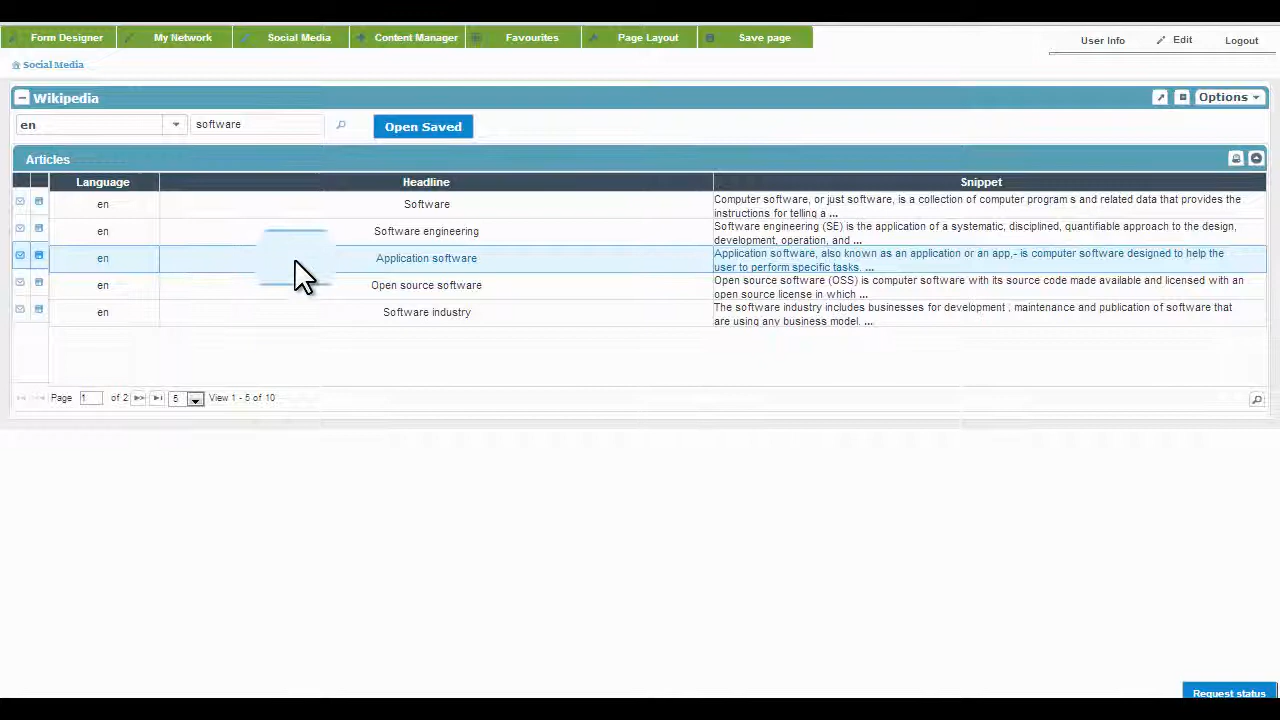 Form Designer My Network Social Media Content Manager Favourites Page Layout Save page
User Info Edit Logout
Social Media
Wikipedia Options
en software Open Saved
Articles
Language Headline Snippet
en Software Computer software, or just software, is a collection of computer program s and related data that provides the
instructions for telling a ...
en Software engineering Software engineering (SE) is the application of a systematic, disciplined, quantifiable approach to the design,
development, operation, and ...
en Application software Application software, also known as an application or an app,- is computer software designed to help the
user to perform specific tasks. ...
en Open source software Open source software (OSS) is computer software with its source code made available and licensed with an
open source license in which ...
en Software industry The software industry includes businesses for development , maintenance and publication of software that
are using any business model. ...
Page 1 of 2 5 View 1 - 5 of 10
Request status